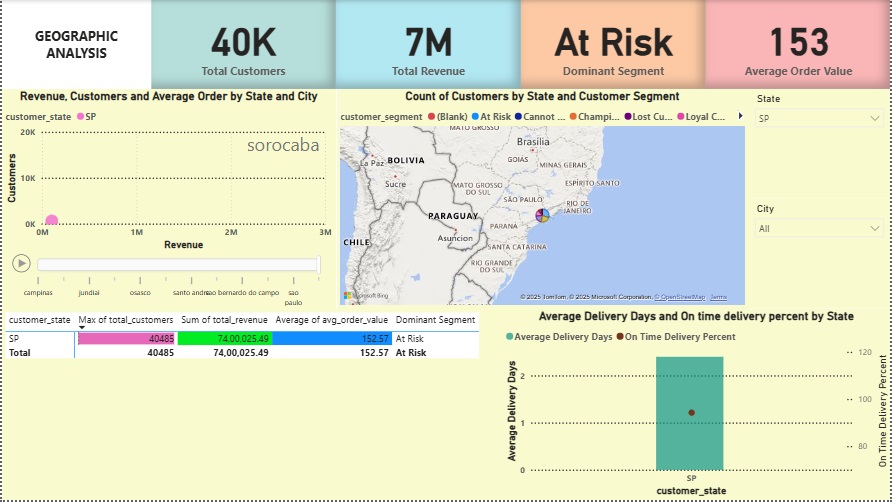 GEOGRAPHIC
ANALYSIS
40K
Total Customers
7M
Total Revenue
At Risk
Dominant Segment
153
Average Order Value
Revenue, Customers and Average Order by State and City
customer_state SP
20K
10K
0K
Customers
sorocaba
0M 1M 2M 3M
Revenue
campinas jundiai osasco santo andre sao bernardo do campo sao
paulo
Count of Customers by State and Customer Segment
customer_segment (Blank) At Risk Cannot ... Champi... Lost Cu... Loyal C...
MATO GROSSO
Brasília
La Paz BOLIVIA
GOIÁS
MINAS GERAIS
Sucre
MATO GROSSO
DO SUL
ESPÍRITO SANTO
SÃO PAULO
RIO DE
JANEIRO
PARAGUAY
PARANÁ
Asuncion
CHILE
SANTA CATARINA
RIO GRANDE
DO SUL
Microsoft Bing
© 2025 TomTom, © 2025 Microsoft Corporation, © OpenStreetMap Terms
State
SP
City
All
customer_state Max of total_customers Sum of total_revenue Average of avg_order_value Dominant Segment
SP 40485 74,00,025.49 152.57 At Risk
Total 40485 74,00,025.49 152.57 At Risk
Average Delivery Days and On time delivery percent by State
Average Delivery Days On Time Delivery Percent
Average Delivery Days
2
1
0
120
100
80
On Time Delivery Percent
SP
customer_state